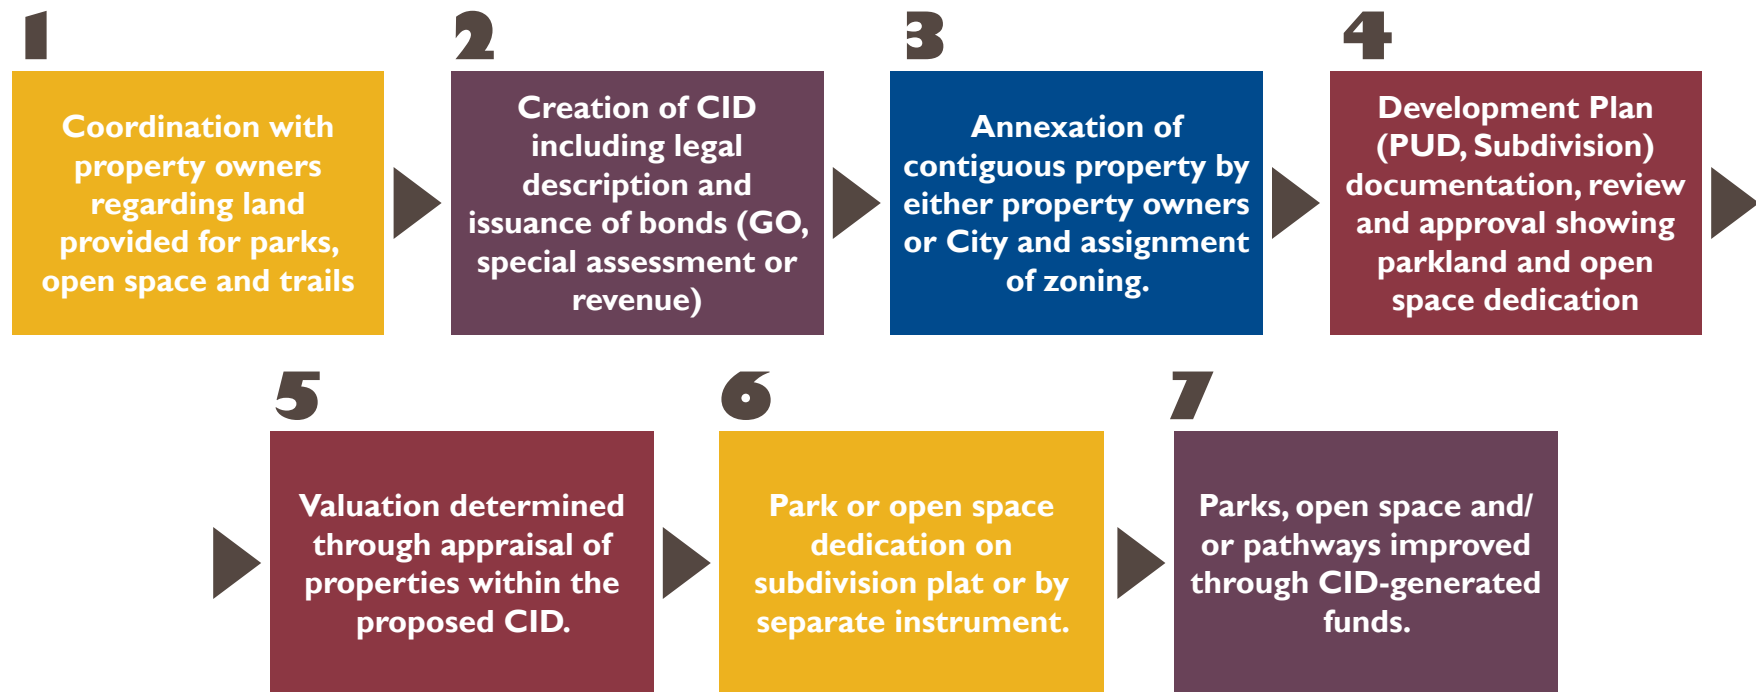 1
Coordination with
property owners
regarding land
provided for parks,
open space and trails
2
Creation of CID
including legal
description and
issuance of bonds (GO,
special assessment or
revenue)
3
Annexation of
contiguous property by
either property owners
or City and assignment
of zoning.
4
Development Plan
(PUD, Subdivision)
documentation, review
and approval showing
parkland and open
space dedication
5
Valuation determined
through appraisal of
properties within the
proposed CID.
6
Park or open space
dedication on
subdivision plat or by
separate instrument.
7
Parks, open space and/
or pathways improved
through CID-generated
funds.